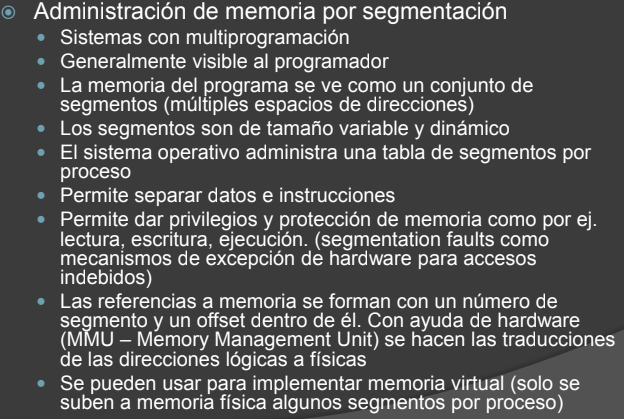 Administración de memoria por segmentación
Sistemas con multiprogramación
Generalmente visible al programador
La memoria del programa se ve como un conjunto de
segmentos (múltiples espacios de direcciones)
Los segmentos son de tamaño variable y dinámico
El sistema operativo administra una tabla de segmentos por
proceso
Permite separar datos e instrucciones
Permite dar privilegios y protección de memoria como por ej.
lectura, escritura, ejecución. (segmentation faults como
mecanismos de excepción de hardware para accesos
indebidos)
Las referencias a memoria se forman con un número de
segmento y un offset dentro de él. Con ayuda de hardware
(MMU – Memory Management Unit) se hacen las traducciones
de las direcciones lógicas a físicas
Se pueden usar para implementar memoria virtual (solo se
suben a memoria física algunos segmentos por proceso)